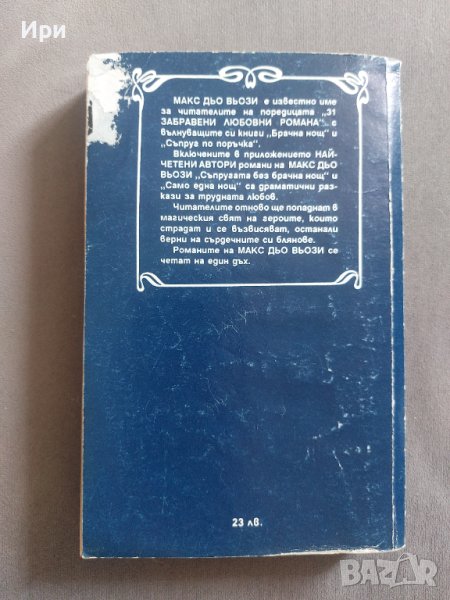 Ири
МАКС ДЬО ВЬОЗИ е известно име
за читателите на поредицата „31
ЗАБРАВЕНИ ЛЮБОВНИ РОМАНА“ с
вълнуващите си книги „Брачна нощ“ и
„Съпруг по поръчка“.
Включените в приложението НАЙ-
ЧЕТЕНИ АВТОРИ романи на МАКС ДЬО
ВЬОЗИ „Съпругата без брачна нощ“ и
„Само една нощ“ са драматични раз-
кази за трудната любов.
Читателите отново ще попаднат в
магическия свят на героите, които
страдат и се възвисяват, останали
верни на сърдечните си блянове.
Романите на МАКС ДЬО ВЬОЗИ се
четат на един дъх.
23 лв.
BAZAR